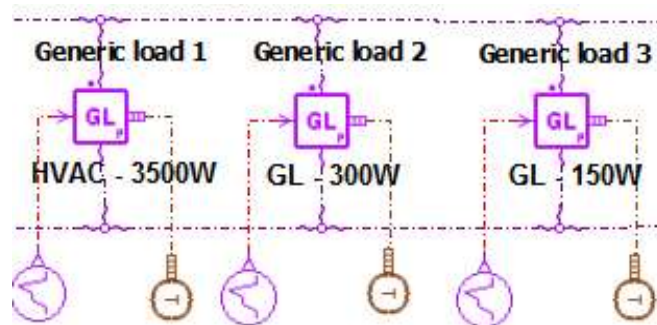 Generic load 1 Generic load 2 Generic load 3
GL P GL P GL P
HVAC - 3500W GL - 300W GL - 150W
T T T